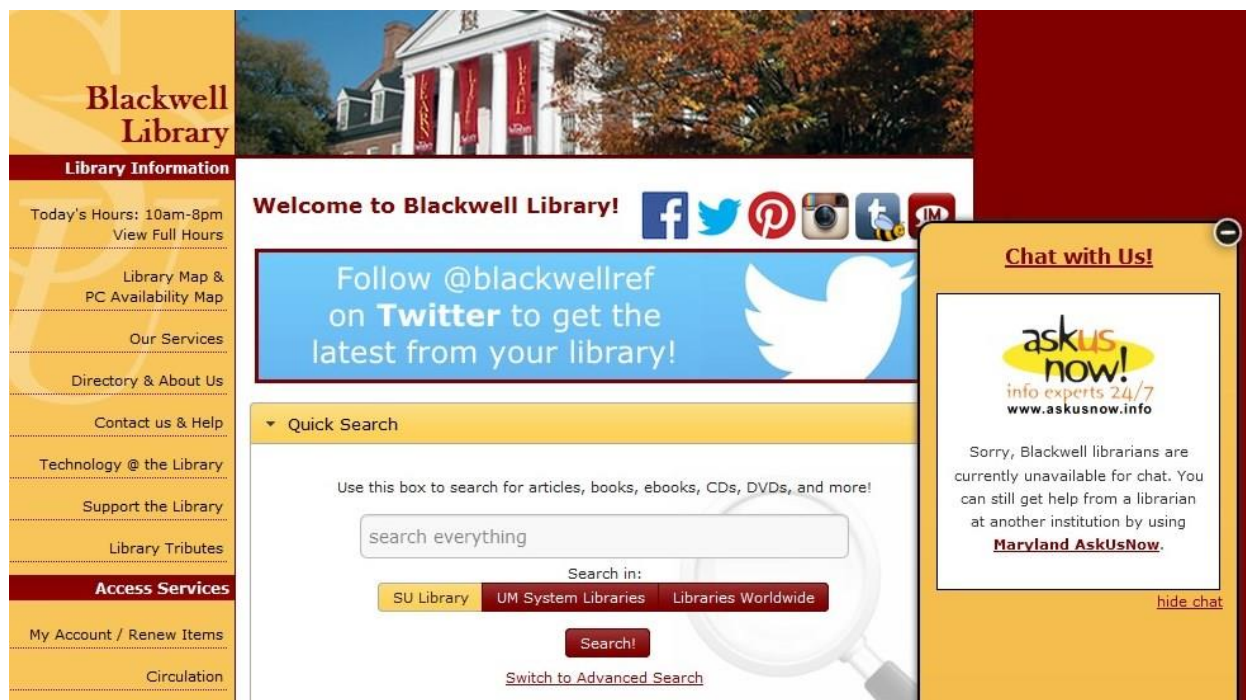 Blackwell
Library
Library Information
Today's Hours: 10am-8pm
View Full Hours
Library Map &
PC Availability Map
Our Services
Directory & About Us
Contact us & Help
Technology @ the Library
Support the Library
Library Tributes
Access Services
My Account / Renew Items
Circulation
LEARN
LIVE
LEAD
Welcome to Blackwell Library!
IM
Follow @blackwellref
on Twitter to get the
latest from your library!
Quick Search
Use this box to search for articles, books, ebooks, CDs, DVDs, and more!
search everything
Search in:
SU Library UM System Libraries Libraries Worldwide
Search!
Switch to Advanced Search
Chat with Us!
askus
now!
info experts 24/7
www.askusnow.info
Sorry, Blackwell librarians are
currently unavailable for chat. You
can still get help from a librarian
at another institution by using
Maryland AskUsNow.
hide chat